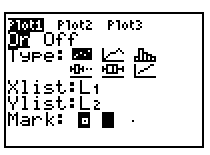 Plot1 Plot2 Plot3
On Off
Type:
Xlist:L₁
Ylist:L₂
Mark: